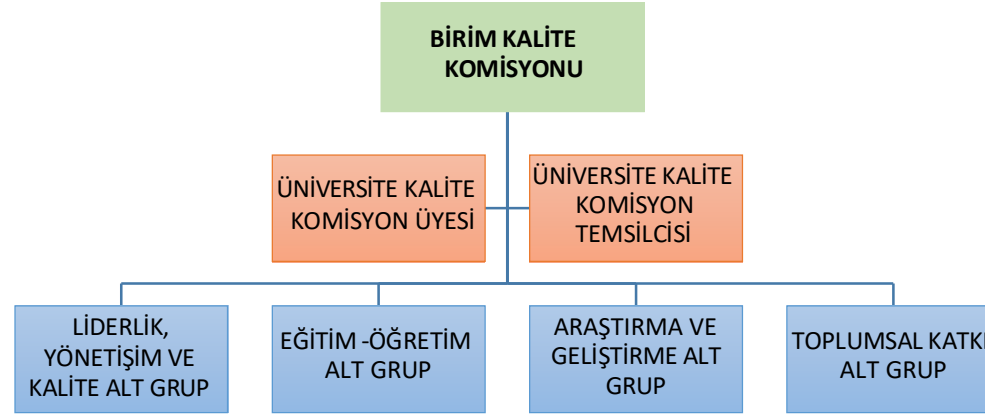 BİRİM KALİTE
KOMİSYONU
ÜNİVERSİTE KALİTE
KOMİSYON ÜYESİ
ÜNİVERSİTE KALİTE
KOMİSYON
TEMSİLCİSİ
LİDERLİK,
YÖNETİŞİM VE
KALİTE ALT GRUP
EĞİTİM -ÖĞRETİM
ALT GRUP
ARAŞTIRMA VE
GELİŞTİRME ALT
GRUP
TOPLUMSAL KATKI
ALT GRUP